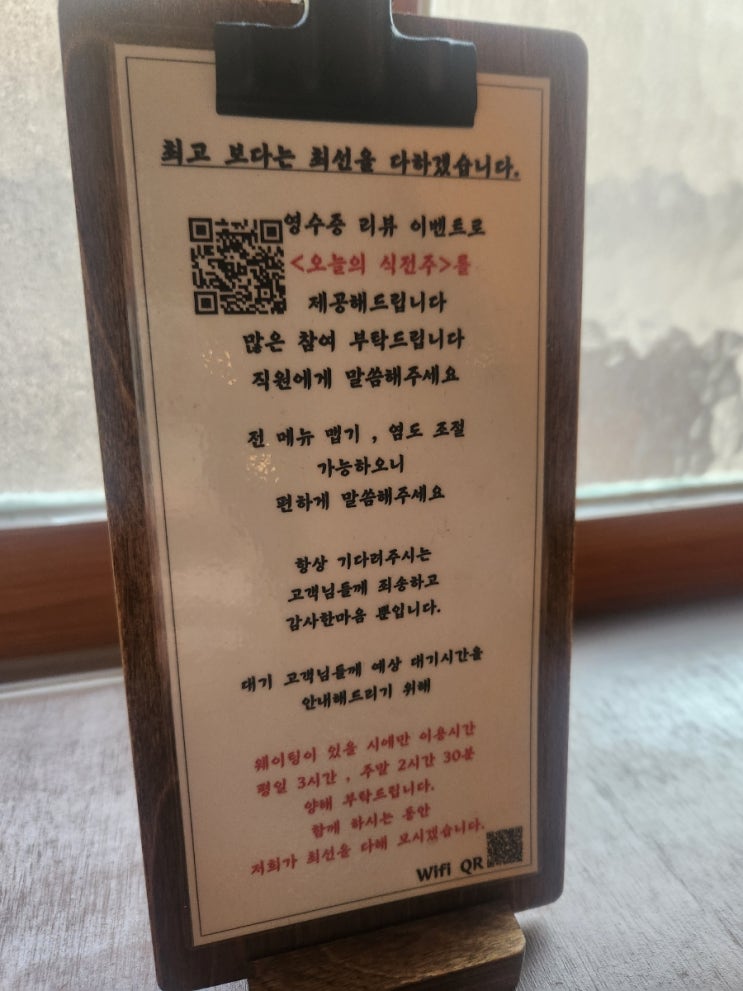 최고 보다는 최선을 다하겠습니다.
영수증 리뷰 이벤트로
<오늘의 식전주>를
제공해드립니다
많은 참여 부탁드립니다
직원에게 말씀해주세요
전 메뉴 맵기 , 염도 조절
가능하오니
편하게 말씀해주세요
항상 기다려주시는
고객님들께 죄송하고
감사한마음 뿐입니다.
대기 고객님들께 예상 대기시간을
안내해드리기 위해
웨이팅이 있을 시에만 이용시간
평일 3시간 , 주말 2시간 30분
양해 부탁드립니다.
함께 하시는 동안
저희가 최선을 다해 모시겠습니다.
Wifi QR